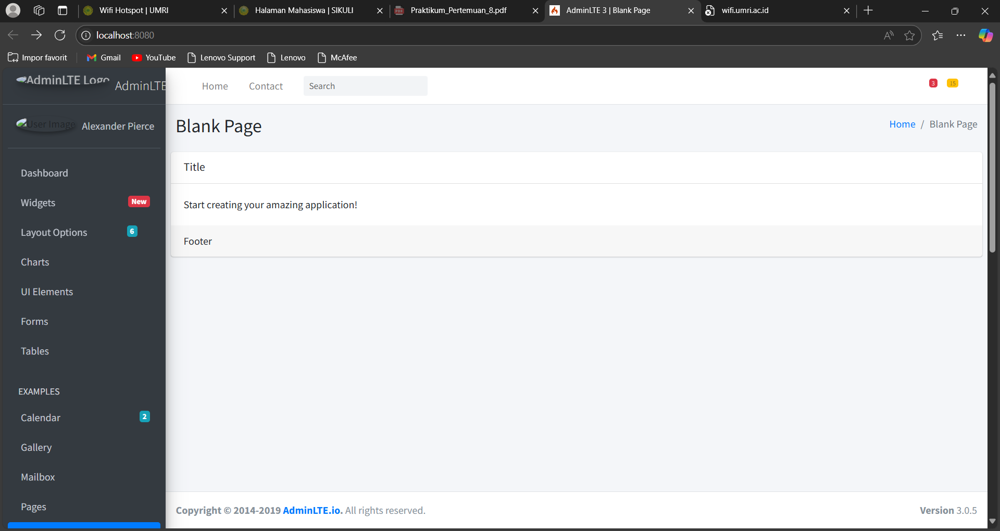 Wifi Hotspot | UMRI
Halaman Mahasiswa | SIKULI
PDF
Praktikum_Pertemuan_8.pdf
AdminLTE 3 | Blank Page
wifi.umri.ac.id
localhost:8080
Impor favorit
Gmail
YouTube
Lenovo Support
Lenovo
McAfee
AdminLTE Logo
AdminLTE
Home
Contact
Search
3
15
User Image
Alexander Pierce
Blank Page
Home / Blank Page
Title
Start creating your amazing application!
Footer
Dashboard
Widgets
New
Layout Options
6
Charts
UI Elements
Forms
Tables
EXAMPLES
Calendar
2
Gallery
Mailbox
Pages
Copyright © 2014-2019 AdminLTE.io. All rights reserved.
Version 3.0.5